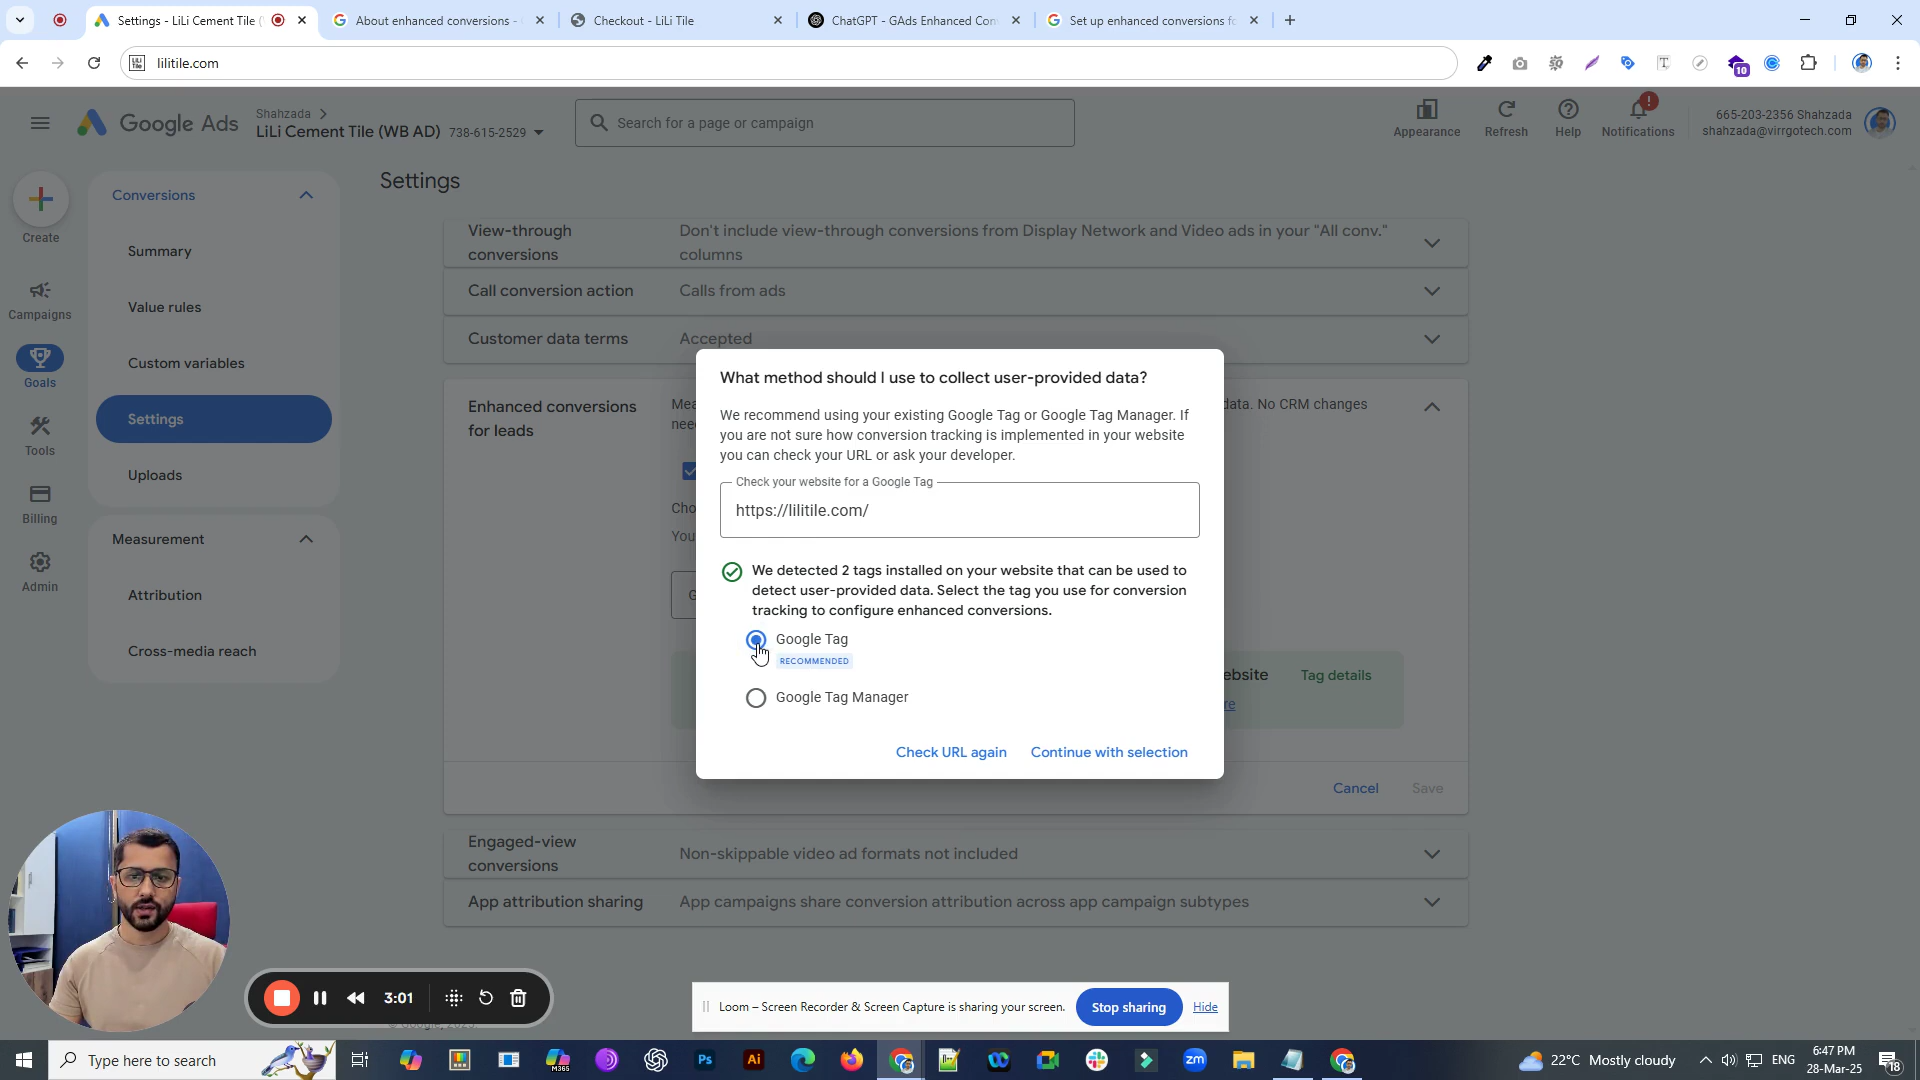 Settings - LiLi Cement Tile (
About enhanced conversions -
Checkout - LiLi Tile
ChatGPT - GAds Enhanced Con
Set up enhanced conversions fo
lilitile.com
10
Google Ads
Shahzada
LiLi Cement Tile (WB AD) 738-615-2529
Search for a page or campaign
Appearance
Refresh
Help
Notifications
665-203-2356 Shahzada
shahzada@virrgotech.com
Create
Campaigns
Goals
Tools
Billing
Admin
Conversions
Summary
Value rules
Custom variables
Settings
Uploads
Measurement
Attribution
Cross-media reach
Settings
View-through conversions
Don't include view-through conversions from Display Network and Video ads in your "All conv."
columns
Call conversion action
Calls from ads
Customer data terms
Accepted
Enhanced conversions
for leads
Mea
data. No CRM changes
nee
Cho
You
G
ebsite
Tag details
re
Cancel
Save
What method should I use to collect user-provided data?
We recommend using your existing Google Tag or Google Tag Manager. If
you are not sure how conversion tracking is implemented in your website
you can check your URL or ask your developer.
Check your website for a Google Tag
https://lilitile.com/
We detected 2 tags installed on your website that can be used to
detect user-provided data. Select the tag you use for conversion
tracking to configure enhanced conversions.
Google Tag
RECOMMENDED
Google Tag Manager
Check URL again
Continue with selection
Engaged-view
conversions
Non-skippable video ad formats not included
App attribution sharing
App campaigns share conversion attribution across app campaign subtypes
3:01
Loom – Screen Recorder & Screen Capture is sharing your screen.
Stop sharing
Hide
Type here to search
M365
Ps
Ai
zm
22°C Mostly cloudy
ENG
6:47 PM
28-Mar-25
18